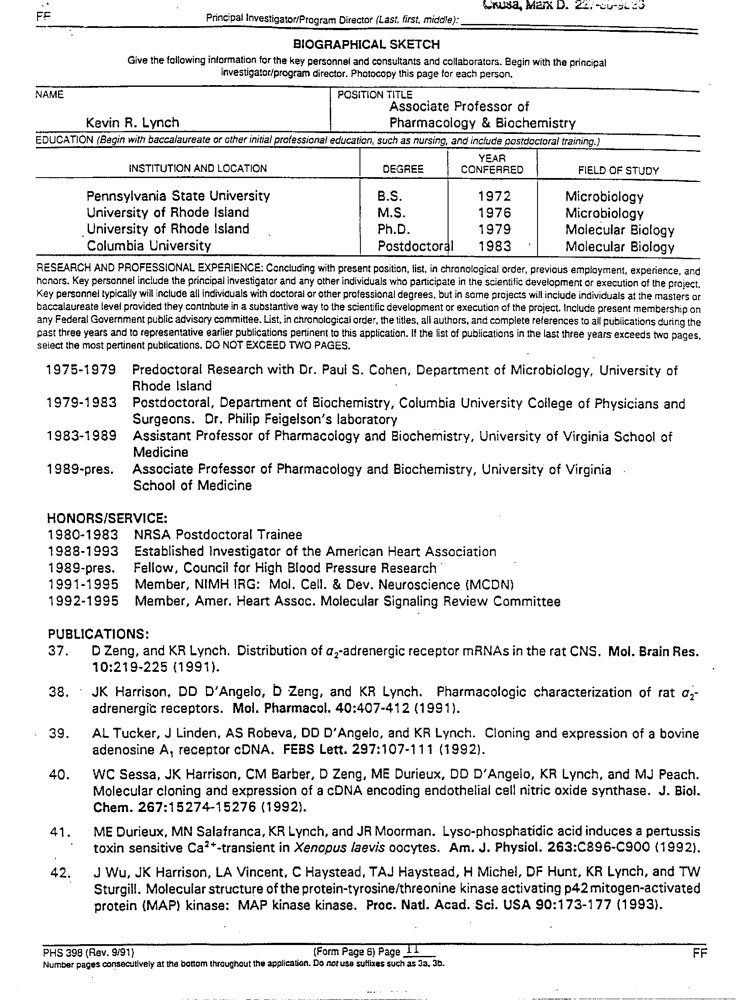 Okusa, Mark D.
FF
Principal Investigator/Program Director (Last, first, middle):
BIOGRAPHICAL SKETCH
Give the following information for the key personnel and consultants and collaborators. Begin with the principal
investigator/program director. Photocopy this page for each person.
NAME
POSITION TITLE
Kevin R. Lynch
Associate Professor of
Pharmacology & Biochemistry
EDUCATION (Begin with baccalaureate or other initial professional education, such as nursing, and include postdoctoral training.)
INSTITUTION AND LOCATION DEGREE YEAR CONFERRED FIELD OF STUDY
Pennsylvania State University B.S. 1972 Microbiology
University of Rhode Island M.S. 1976 Microbiology
University of Rhode Island Ph.D. 1979 Molecular Biology
Columbia University Postdoctoral 1983 Molecular Biology
RESEARCH AND PROFESSIONAL EXPERIENCE: Concluding with present position, list, in chronological order, previous employment, experience, and
honors. Key personnel include the principal investigator and any other individuals who participate in the scientific development or execution of the project.
Key personnel typically will include all individuals with doctoral or other professional degrees, but in some projects will include individuals at the masters or
baccalaureate level provided they contribute in a substantive way to the scientific development or execution of the project. Include present membership on
any Federal Government public advisory committee. List, in chronological order, the titles, all authors, and complete references to all publications during the
past three years and to representative earlier publications pertinent to this application. If the list of publications in the last three years exceeds two pages,
select the most pertinent publications. DO NOT EXCEED TWO PAGES.
1975-1979 Predoctoral Research with Dr. Paul S. Cohen, Department of Microbiology, University of
Rhode Island
1979-1983 Postdoctoral, Department of Biochemistry, Columbia University College of Physicians and
Surgeons. Dr. Philip Feigelson's laboratory
1983-1989 Assistant Professor of Pharmacology and Biochemistry, University of Virginia School of
Medicine
1989-pres. Associate Professor of Pharmacology and Biochemistry, University of Virginia
School of Medicine
HONORS/SERVICE:
1980-1983 NRSA Postdoctoral Trainee
1988-1993 Established Investigator of the American Heart Association
1989-pres. Fellow, Council for High Blood Pressure Research
1991-1995 Member, NIMH IRG: Mol. Cell. & Dev. Neuroscience (MCDN)
1992-1995 Member, Amer. Heart Assoc. Molecular Signaling Review Committee
PUBLICATIONS:
37. D Zeng, and KR Lynch. Distribution of α₂-adrenergic receptor mRNAs in the rat CNS. Mol. Brain Res.
10:219-225 (1991).
38. JK Harrison, DD D'Angelo, D Zeng, and KR Lynch. Pharmacologic characterization of rat α₂-
adrenergic receptors. Mol. Pharmacol. 40:407-412 (1991).
39. AL Tucker, J Linden, AS Robeva, DD D'Angelo, and KR Lynch. Cloning and expression of a bovine
adenosine A₁ receptor cDNA. FEBS Lett. 297:107-111 (1992).
40. WC Sessa, JK Harrison, CM Barber, D Zeng, ME Durieux, DD D'Angelo, KR Lynch, and MJ Peach.
Molecular cloning and expression of a cDNA encoding endothelial cell nitric oxide synthase. J. Biol.
Chem. 267:15274-15276 (1992).
41. ME Durieux, MN Salafranca, KR Lynch, and JR Moorman. Lyso-phosphatidic acid induces a pertussis
toxin sensitive Ca²⁺-transient in Xenopus laevis oocytes. Am. J. Physiol. 263:C896-C900 (1992).
42. J Wu, JK Harrison, LA Vincent, C Haystead, TAJ Haystead, H Michel, DF Hunt, KR Lynch, and TW
Sturgill. Molecular structure of the protein-tyrosine/threonine kinase activating p42 mitogen-activated
protein (MAP) kinase: MAP kinase kinase. Proc. Natl. Acad. Sci. USA 90:173-177 (1993).
PHS 398 (Rev. 9/91) (Form Page 6) Page 11 FF
Number pages consecutively at the bottom throughout the application. Do not use suffixes such as 3a, 3b.